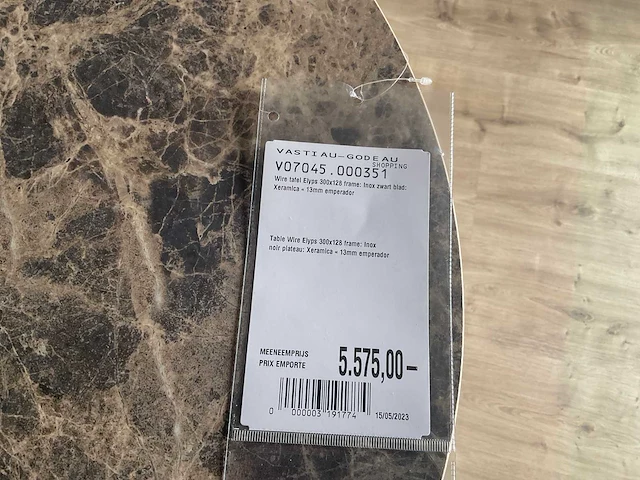 VASTIAU-GODEAU
SHOPPING
V07045.000351
Wire tafel Elyps 300x128 frame: Inox zwart blad:
Xeramica - 13mm emperador
Table Wire Elyps 300x128 frame: Inox
noir plateau: Xeramica - 13mm emperador
MEENEEMPRIJS
PRIX EMPORTE
5.575,00-
0 000003 191774
15/05/2023